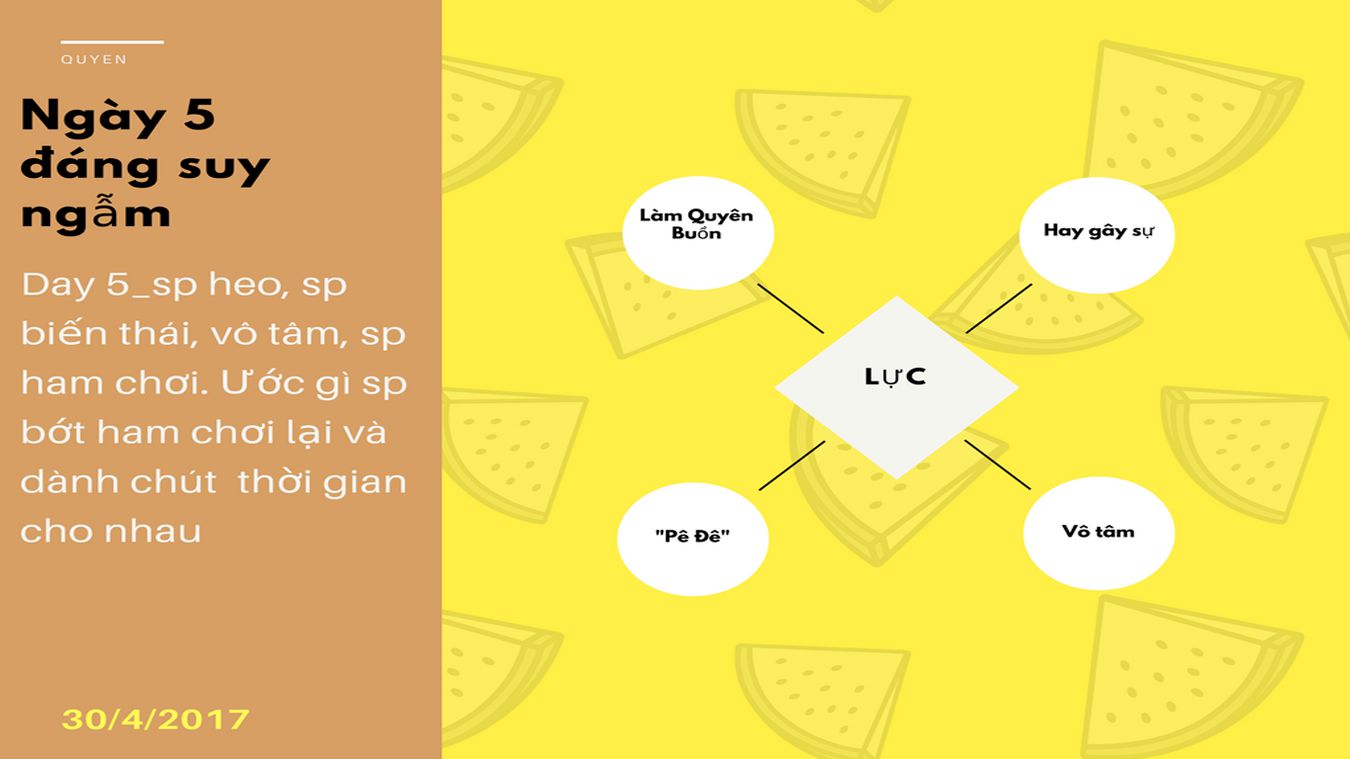 QUYEN
Ngày 5
đáng suy
ngẫm
Day 5_sp heo, sp
biến thái, vô tâm, sp
ham chơi. Ước gì sp
bớt ham chơi lại và
dành chút thời gian
cho nhau
30/4/2017
Làm Quyên
Buồn
Hay gây sự
LựC
"Pê Đê"
Vô tâm